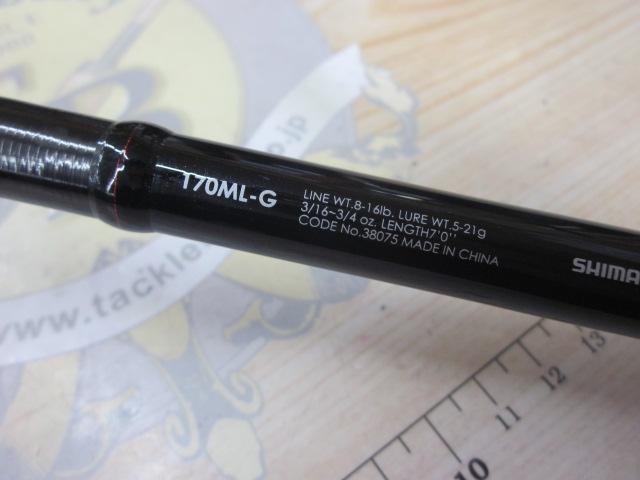 170ML-G
LINE WT.8-16lb. LURE WT.5-21g
3/16~3/4 oz. LENGTH7'0''
CODE No.38075 MADE IN CHINA
SHIMA
www.tackle
o.jp
10
11
12
13